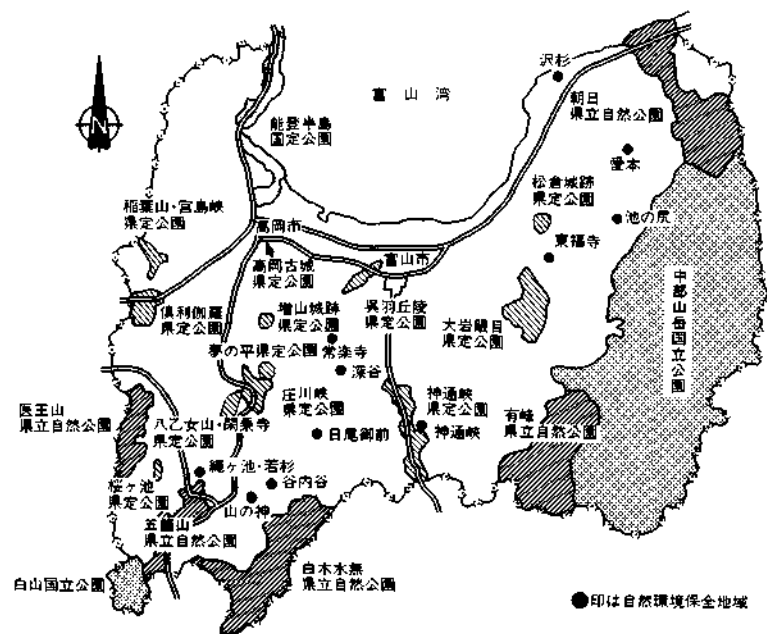 沢杉
富山湾
朝日
県立自然公園
能登半島
国定公園
愛本
松倉城跡
県定公園
稲葉山・宮島峡
県定公園
池の尻
高岡市
東福寺
富山市
高岡古城
県定公園
中部山岳国立公園
倶利伽羅
県定公園
増山城跡
県定公園
呉羽丘陵
県定公園
大岩眼目
県定公園
常楽寺
夢の平県定公園
深谷
医王山
県立自然公園
庄川峡
県定公園
神通峡
県定公園
有峰
県立自然公園
八乙女山・閑乗寺
県定公園
日尾御前
神通峡
縄ヶ池・若杉
桜ヶ池
県定公園
谷内谷
山の神
五箇山
県立自然公園
白山国立公園
白木水無
県立自然公園
●印は自然環境保全地域
N